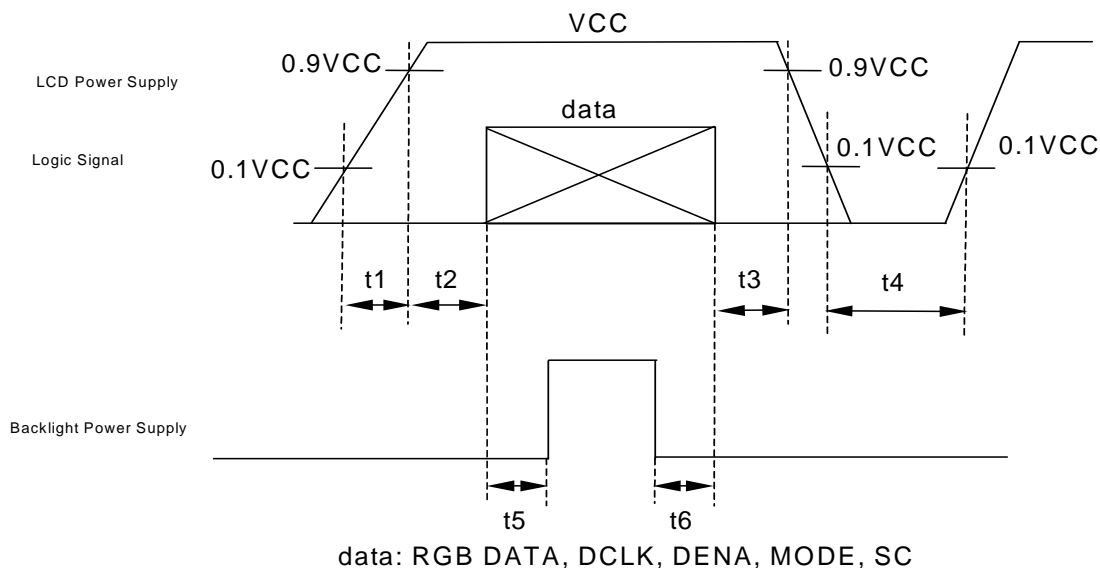 VCC
0.9VCC
0.9VCC
LCD Power Supply
data
Logic Signal
0.1VCC
0.1VCC
0.1VCC
t1
t2
t3
t4
Backlight Power Supply
t5
t6
data: RGB DATA, DCLK, DENA, MODE, SC